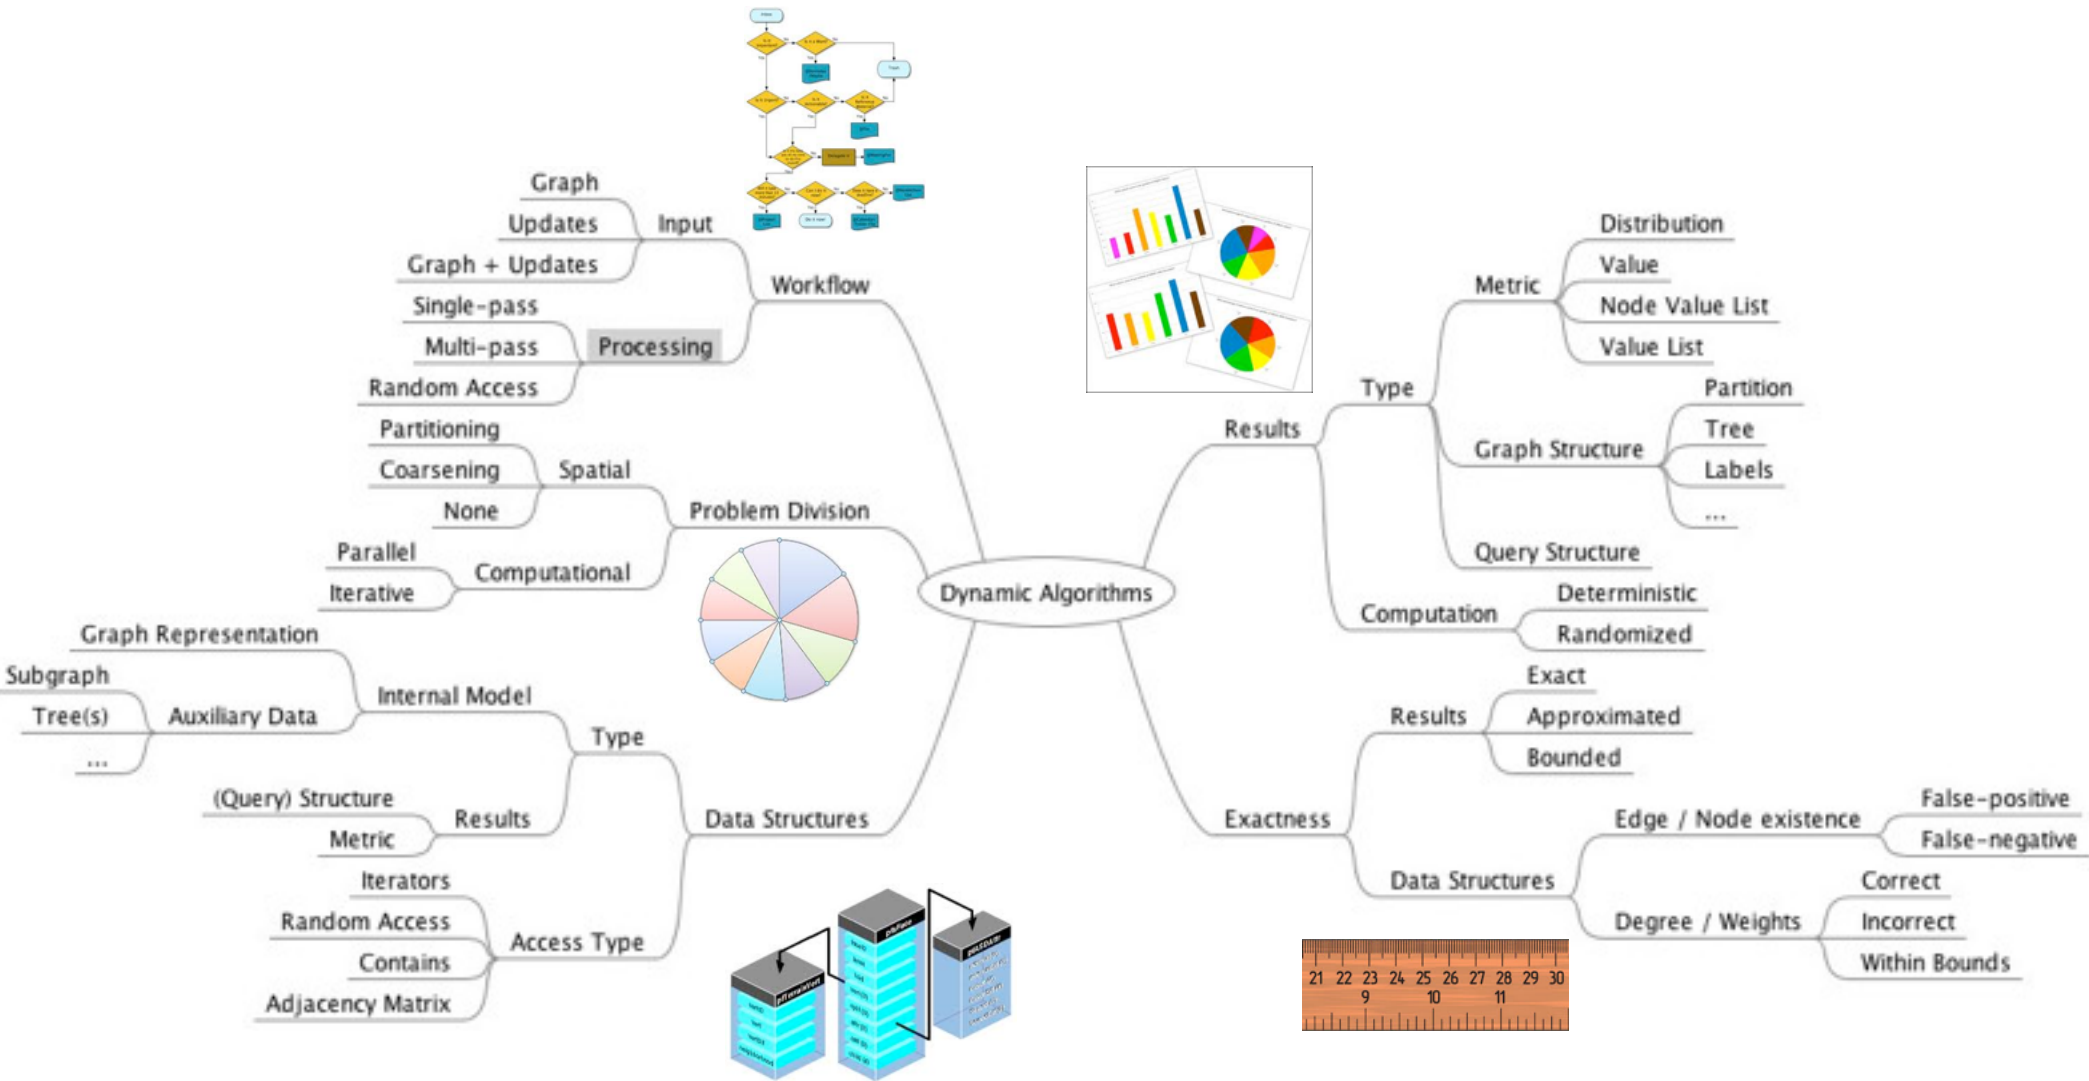 Graph
Updates
Graph + Updates
Input
Single-pass
Multi-pass
Random Access
Processing
Workflow
Partitioning
Coarsening
None
Spatial
Parallel
Iterative
Computational
Problem Division
Graph Representation
Subgraph
Tree(s)
...
Auxiliary Data
Internal Model
Type
(Query) Structure
Metric
Results
Iterators
Random Access
Contains
Adjacency Matrix
Access Type
Data Structures
Dynamic Algorithms
Results
Type
Metric
Distribution
Value
Node Value List
Value List
Graph Structure
Partition
Tree
Labels
...
Query Structure
Computation
Deterministic
Randomized
Exactness
Results
Exact
Approximated
Bounded
Data Structures
Edge / Node existence
False-positive
False-negative
Degree / Weights
Correct
Incorrect
Within Bounds
21 22 23 24 25 26 27 28 29 30
9 10 11